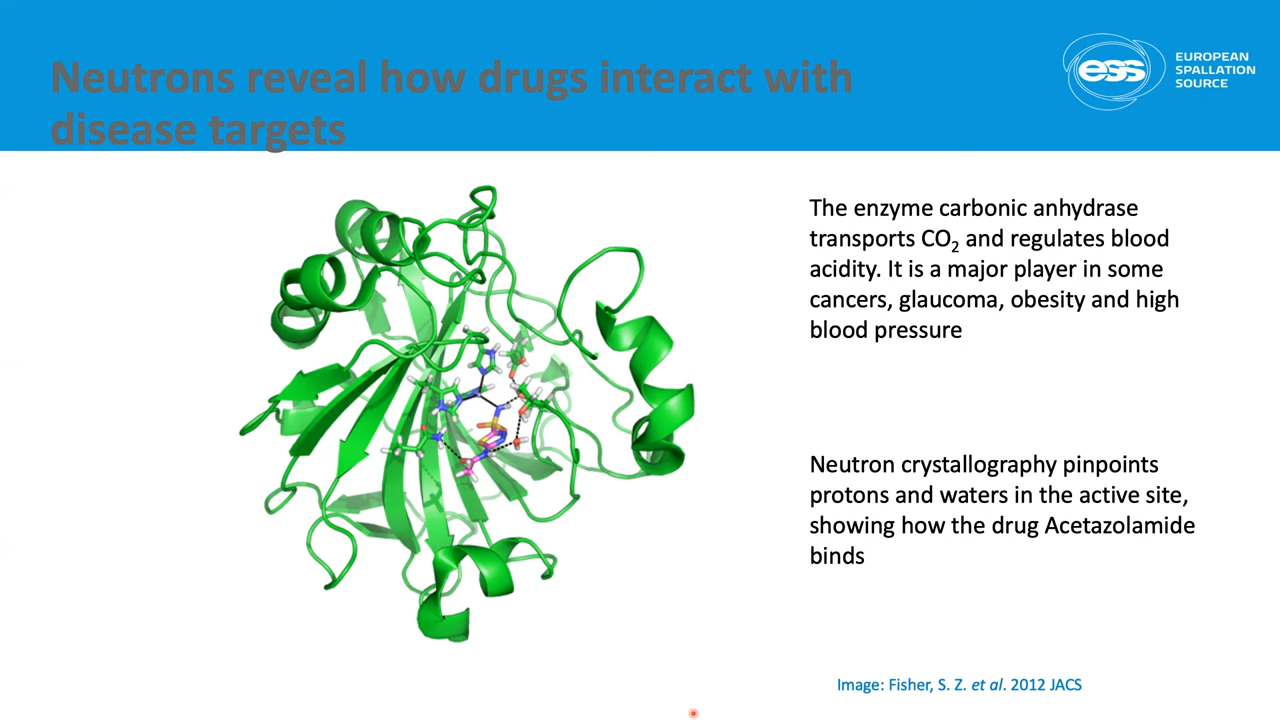 Neutrons reveal how drugs interact with
disease targets
ess
EUROPEAN
SPALLATION
SOURCE
The enzyme carbonic anhydrase
transports CO₂ and regulates blood
acidity. It is a major player in some
cancers, glaucoma, obesity and high
blood pressure
Neutron crystallography pinpoints
protons and waters in the active site,
showing how the drug Acetazolamide
binds
Image: Fisher, S. Z. et al. 2012 JACS